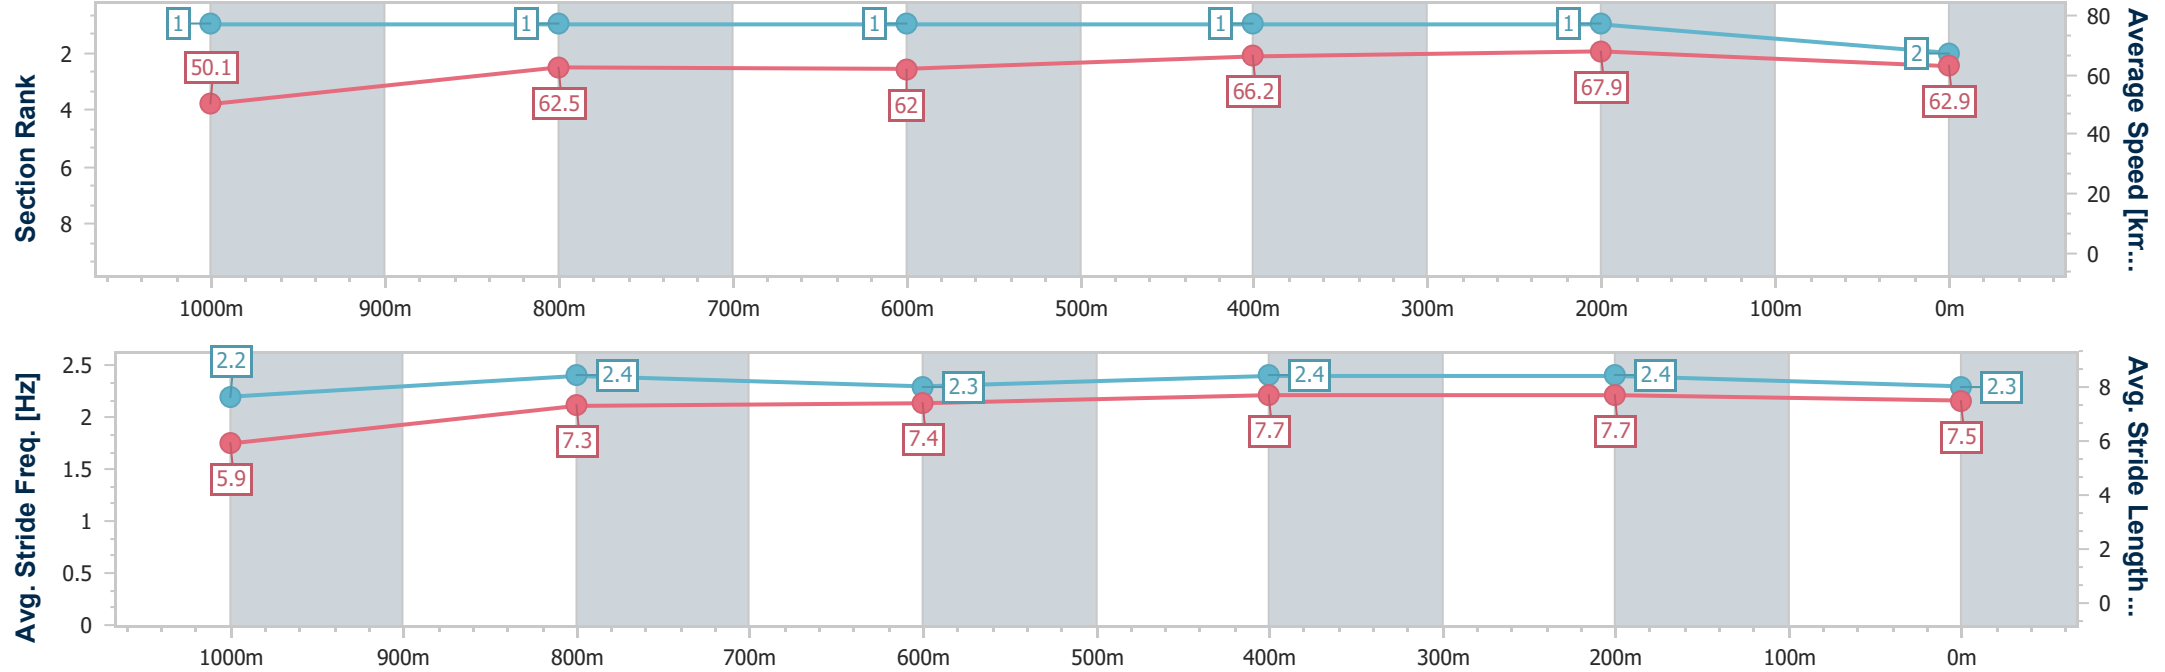 Section Rank
2
4
6
8
1
1
1
1
1
2
50.1
62.5
62
66.2
67.9
62.9
80
60
40
20
0
Average Speed [km...
1000m
900m
800m
700m
600m
500m
400m
300m
200m
100m
0m
Avg. Stride Freq. [Hz]
2.5
2
1.5
1
0.5
0
2.2
2.4
2.3
2.4
2.4
2.3
5.9
7.3
7.4
7.7
7.7
7.5
8
6
4
2
0
Avg. Stride Length ...
1000m
900m
800m
700m
600m
500m
400m
300m
200m
100m
0m